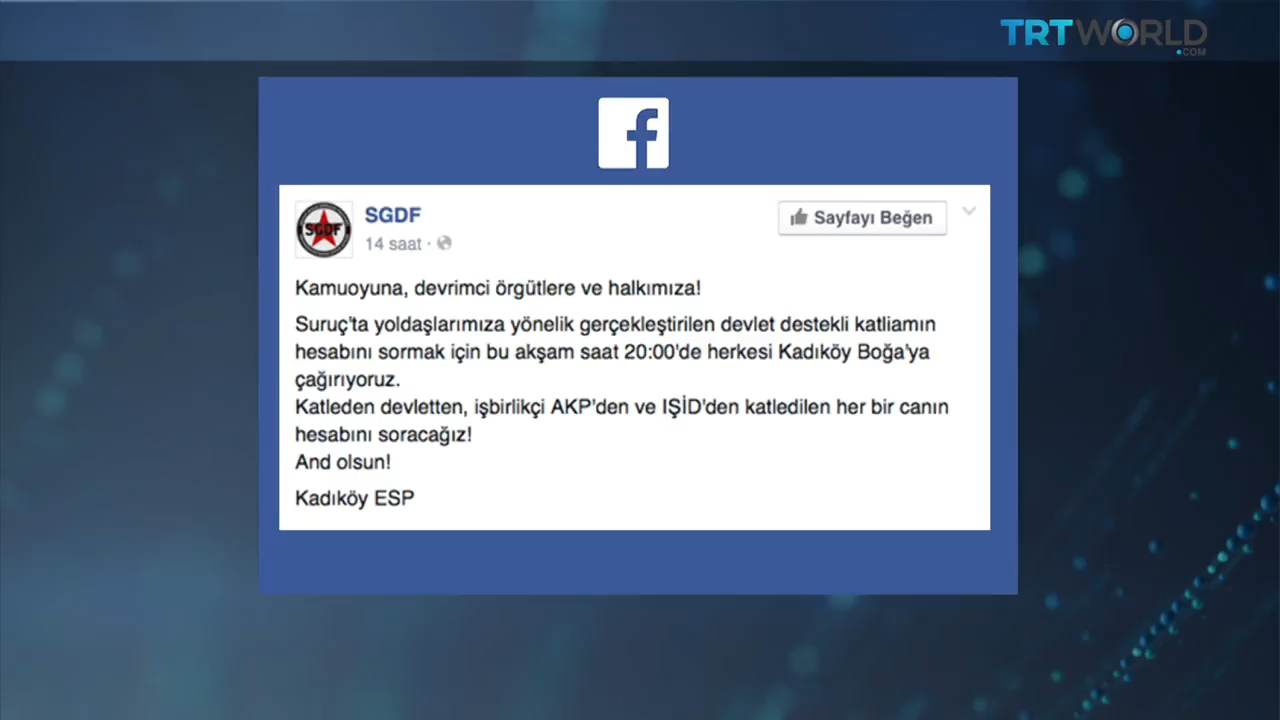 TRTWORLD
.COM
f
SGDF
SGDF
Sayfayı Beğen
14 saat ·
Kamuoyuna, devrimci örgütlere ve halkımıza!
Suruç'ta yoldaşlarımıza yönelik gerçekleştirilen devlet destekli katliamın
hesabını sormak için bu akşam saat 20:00'de herkesi Kadıköy Boğa'ya
çağırıyoruz.
Katleden devletten, işbirlikçi AKP'den ve IŞİD'den katledilen her bir canın
hesabını soracağız!
And olsun!
Kadıköy ESP